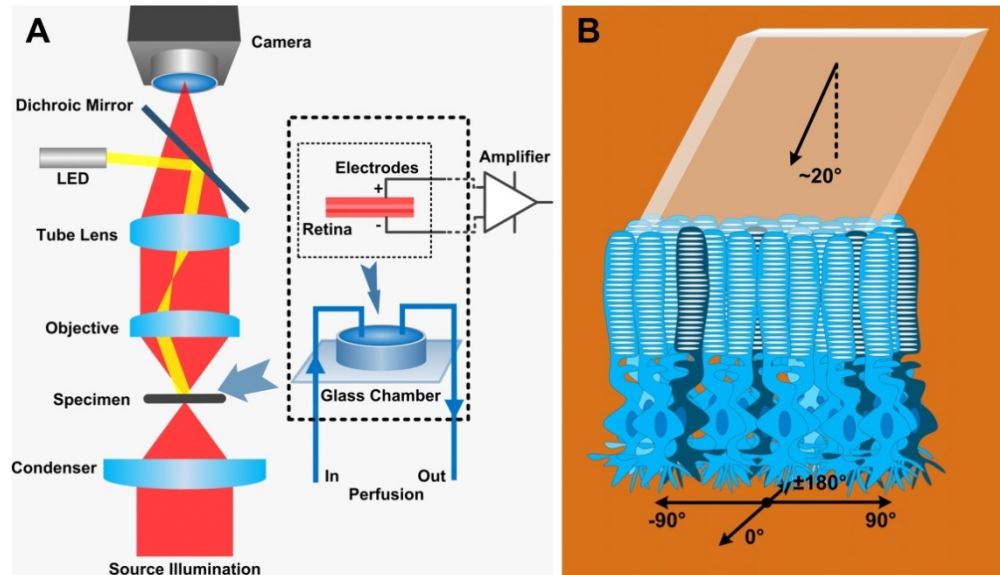 A
Camera
Dichroic Mirror
LED
Tube Lens
Objective
Specimen
Condenser
Source Illumination
Electrodes
+
Retina
-
Amplifier
Glass Chamber
In
Out
Perfusion
B
~20°
±180°
-90°
90°
0°